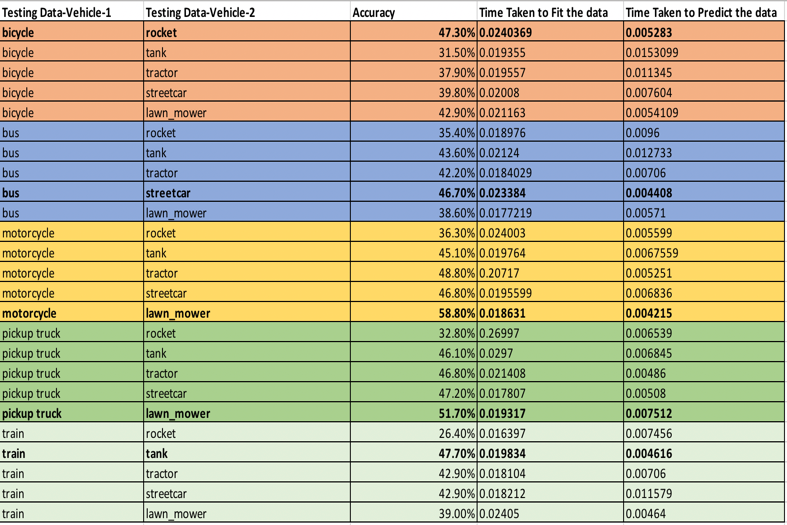 Testing Data-Vehicle-1 Testing Data-Vehicle-2 Accuracy Time Taken to Fit the data Time Taken to Predict the data
bicycle rocket 47.30% 0.0240369 0.005283
bicycle tank 31.50% 0.019355 0.0153099
bicycle tractor 37.90% 0.019557 0.011345
bicycle streetcar 39.80% 0.02008 0.007604
bicycle lawn_mower 42.90% 0.021163 0.0054109
bus rocket 35.40% 0.018976 0.0096
bus tank 43.60% 0.02124 0.012733
bus tractor 42.20% 0.0184029 0.00706
bus streetcar 46.70% 0.023384 0.004408
bus lawn_mower 38.60% 0.0177219 0.00571
motorcycle rocket 36.30% 0.024003 0.005599
motorcycle tank 45.10% 0.019764 0.0067559
motorcycle tractor 48.80% 0.20717 0.005251
motorcycle streetcar 46.80% 0.0195599 0.006836
motorcycle lawn_mower 58.80% 0.018631 0.004215
pickup truck rocket 32.80% 0.26997 0.006539
pickup truck tank 46.10% 0.0297 0.006845
pickup truck tractor 46.80% 0.021408 0.00486
pickup truck streetcar 47.20% 0.017807 0.00508
pickup truck lawn_mower 51.70% 0.019317 0.007512
train rocket 26.40% 0.016397 0.007456
train tank 47.70% 0.019834 0.004616
train tractor 42.90% 0.018104 0.00706
train streetcar 42.90% 0.018212 0.011579
train lawn_mower 39.00% 0.02405 0.00464